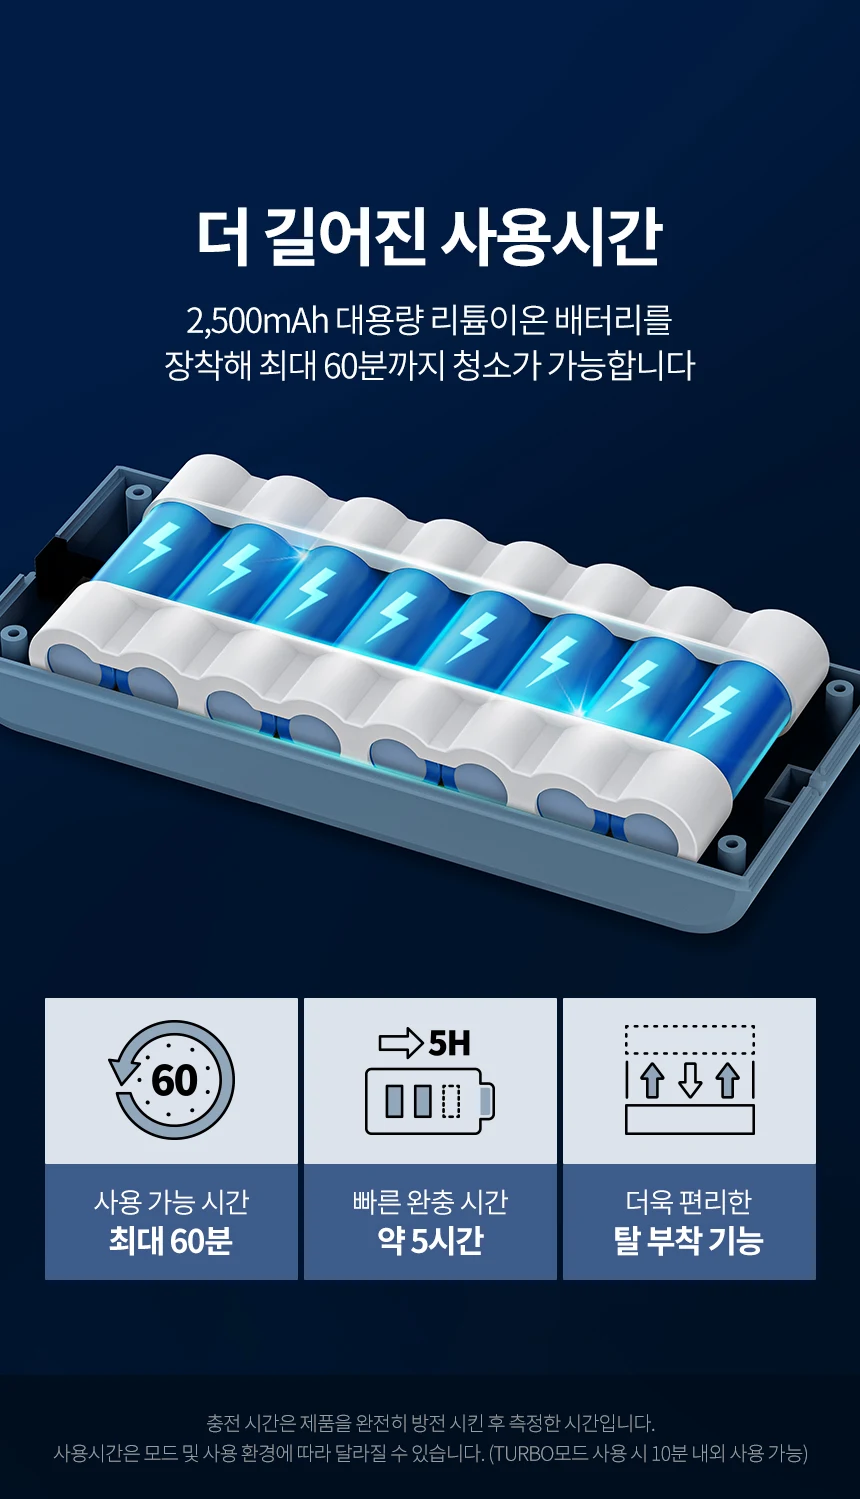 더 길어진 사용시간
2,500mAh 대용량 리튬이온 배터리를
장착해 최대 60분까지 청소가 가능합니다
60
5H
사용 가능 시간
최대 60분
빠른 완충 시간
약 5시간
더욱 편리한
탈 부착 기능
충전 시간은 제품을 완전히 방전 시킨 후 측정한 시간입니다.
사용시간은 모드 및 사용 환경에 따라 달라질 수 있습니다. (TURBO모드 사용 시 10분 내외 사용 가능)